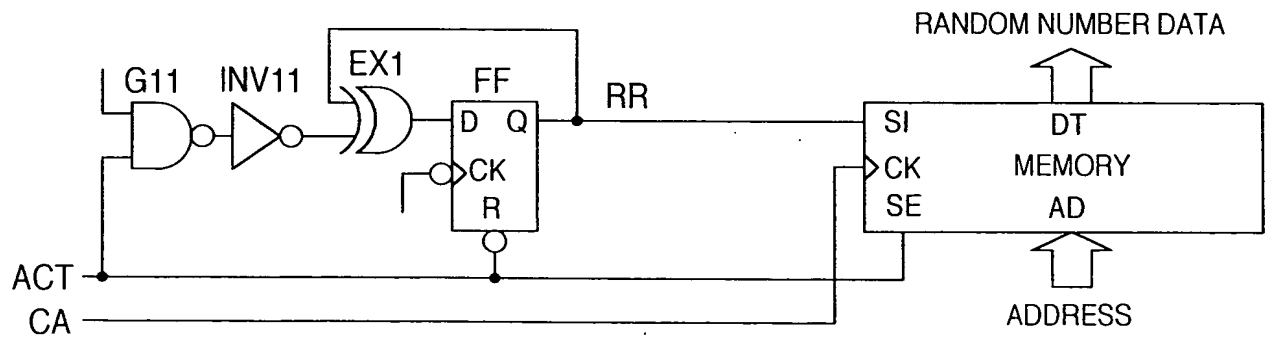 RANDOM NUMBER DATA
G11
INV11
EX1
FF
RR
D
Q
CK
R
SI
DT
CK
MEMORY
SE
AD
ACT
CA
ADDRESS